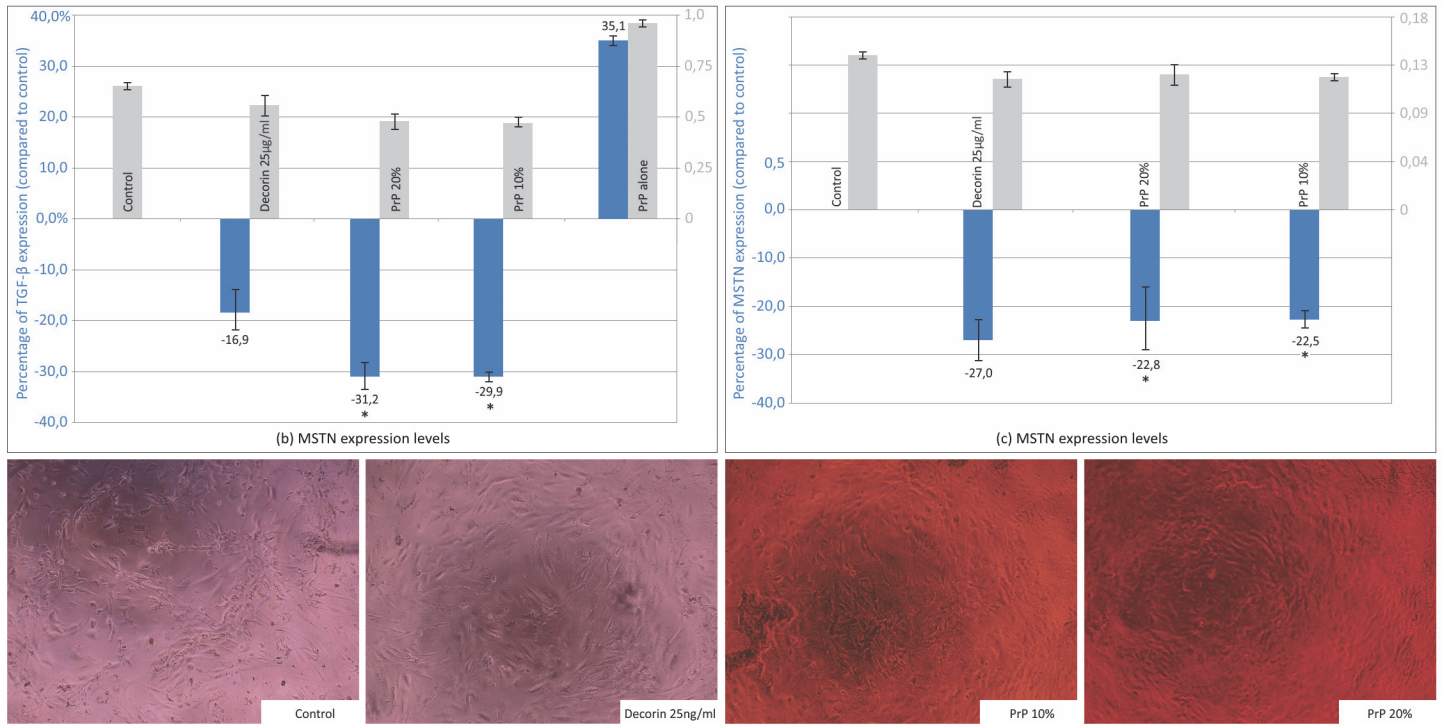 Percentage of TGF-β expression (compared to control)
40,0%
30,0
20,0
10,0
0,0%
-10,0
-20,0
-30,0
-40,0
Control
Decorin 25µg/ml
PrP 20%
PrP 10%
PrP alone
-16,9
-31,2
*
-29,9
*
35,1
1,0
0,75
0,5
0,25
0
(b) MSTN expression levels
Percentage of MSTN expression (compared to control)
0,5
0,0
-10,0
-20,0
-30,0
-40,0
Control
Decorin 25µg/ml
PrP 20%
PrP 10%
-27,0
-22,8
*
-22,5
*
0,18
0,13
0,09
0,04
0
(c) MSTN expression levels
Control
Decorin 25ng/ml
PrP 10%
PrP 20%